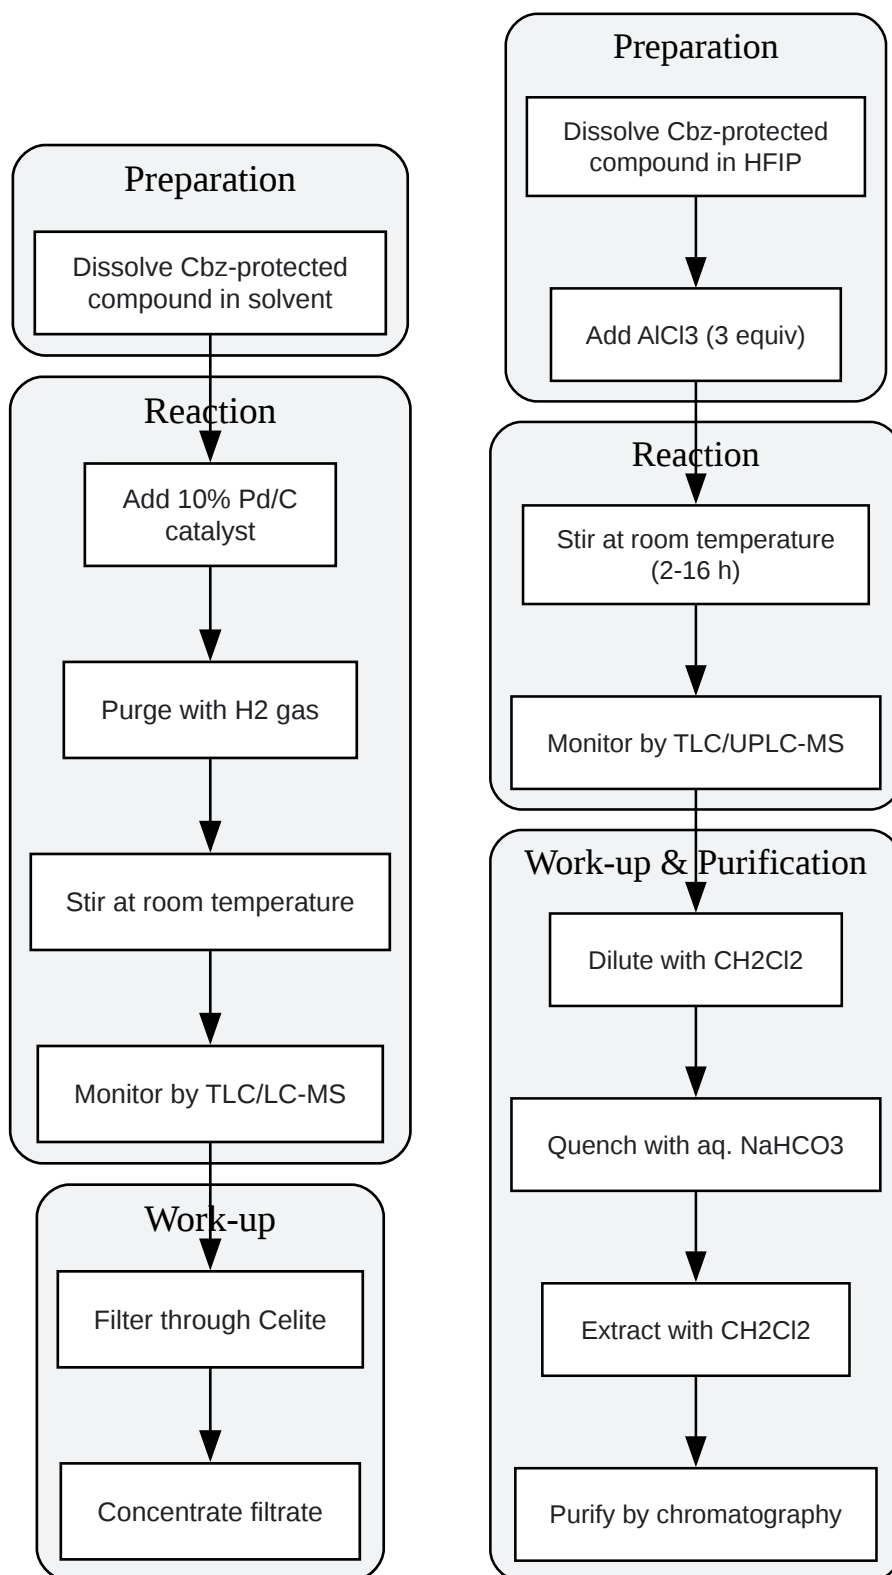 Preparation
Dissolve Cbz-protected
compound in solvent
Reaction
Add 10% Pd/C
catalyst
Purge with H2 gas
Stir at room temperature
Monitor by TLC/LC-MS
Work-up
Filter through Celite
Concentrate filtrate
Preparation
Dissolve Cbz-protected
compound in HFIP
Add AlCl3 (3 equiv)
Reaction
Stir at room temperature
(2-16 h)
Monitor by TLC/UPLC-MS
Work-up & Purification
Dilute with CH2Cl2
Quench with aq. NaHCO3
Extract with CH2Cl2
Purify by chromatography